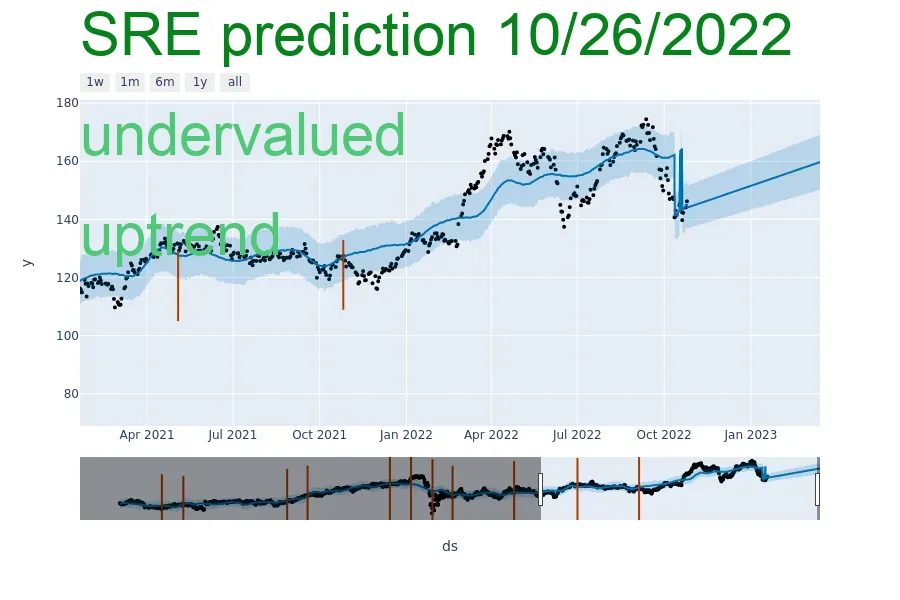 SRE prediction 10/26/2022
1w 1m 6m 1y all
180
undervalued
160
140
uptrend
y
120
100
80
Apr 2021 Jul 2021 Oct 2021 Jan 2022 Apr 2022 Jul 2022 Oct 2022 Jan 2023
ds